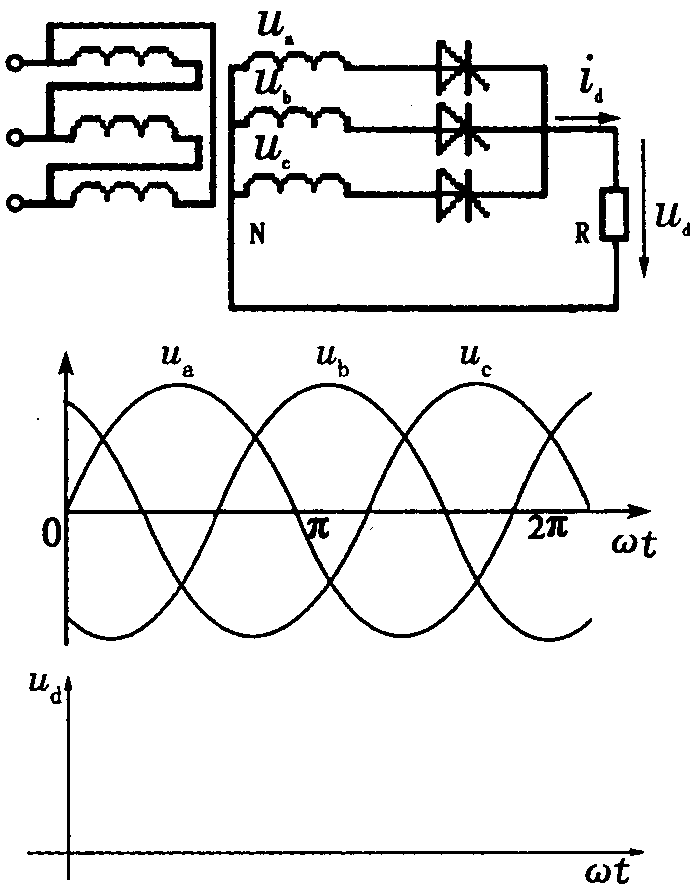 u_a
u_b
u_c
i_d
N
R
u_d
u_a u_b u_c
0 π 2π
ωt
u_d
ωt